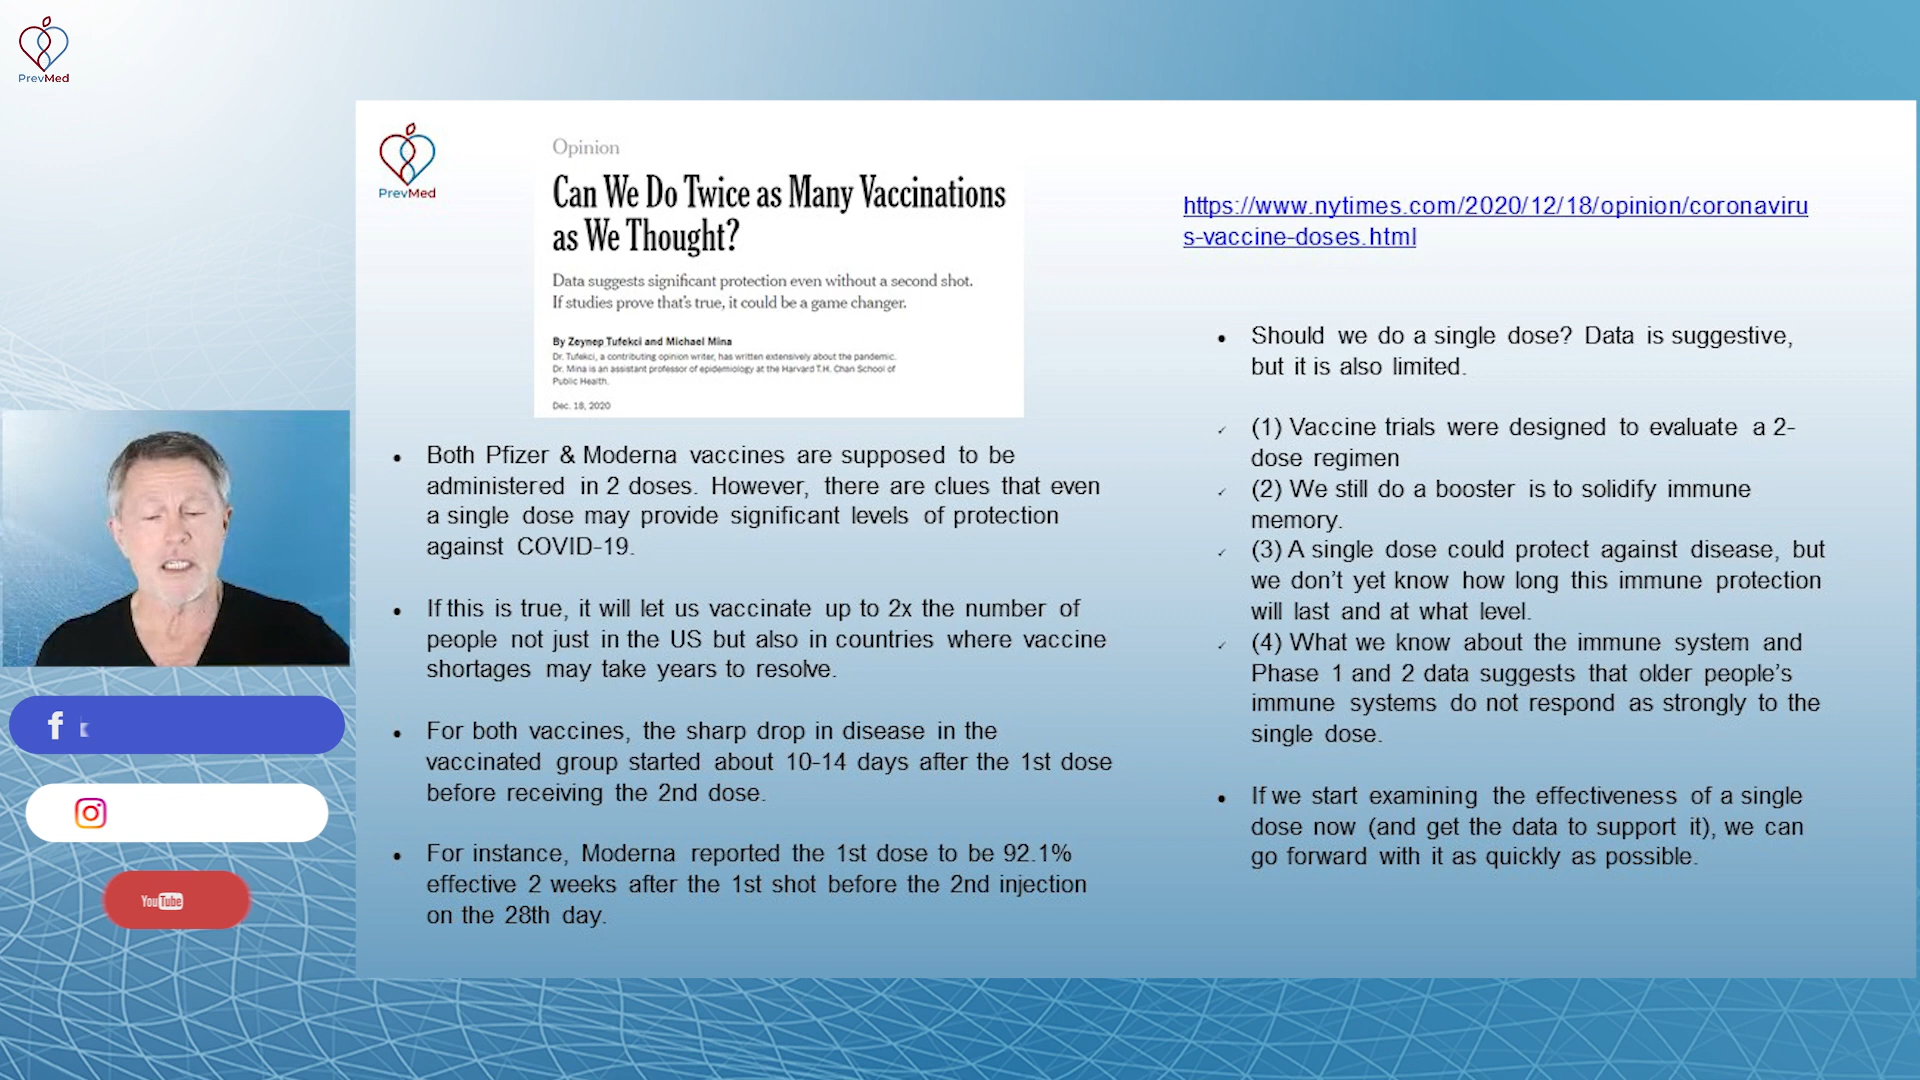 PrevMed
PrevMed
Opinion
Can We Do Twice as Many Vaccinations
as We Thought?
Data suggests significant protection even without a second shot.
If studies prove that's true, it could be a game changer.
By Zeynep Tufekci and Michael Mina
Dr. Tufekci, a contributing opinion writer, has written extensively about the pandemic.
Dr. Mina is an assistant professor of epidemiology at the Harvard T.H. Chan School of
Public Health.
Dec. 18, 2020
• Both Pfizer & Moderna vaccines are supposed to be
administered in 2 doses. However, there are clues that even
a single dose may provide significant levels of protection
against COVID-19.
• If this is true, it will let us vaccinate up to 2x the number of
people not just in the US but also in countries where vaccine
shortages may take years to resolve.
• For both vaccines, the sharp drop in disease in the
vaccinated group started about 10-14 days after the 1st dose
before receiving the 2nd dose.
• For instance, Moderna reported the 1st dose to be 92.1%
effective 2 weeks after the 1st shot before the 2nd injection
on the 28th day.
https://www.nytimes.com/2020/12/18/opinion/coronaviru
s-vaccine-doses.html
• Should we do a single dose? Data is suggestive,
but it is also limited.
✓ (1) Vaccine trials were designed to evaluate a 2-
dose regimen
✓ (2) We still do a booster is to solidify immune
memory.
✓ (3) A single dose could protect against disease, but
we don't yet know how long this immune protection
will last and at what level.
✓ (4) What we know about the immune system and
Phase 1 and 2 data suggests that older people's
immune systems do not respond as strongly to the
single dose.
• If we start examining the effectiveness of a single
dose now (and get the data to support it), we can
go forward with it as quickly as possible.
f
YouTube